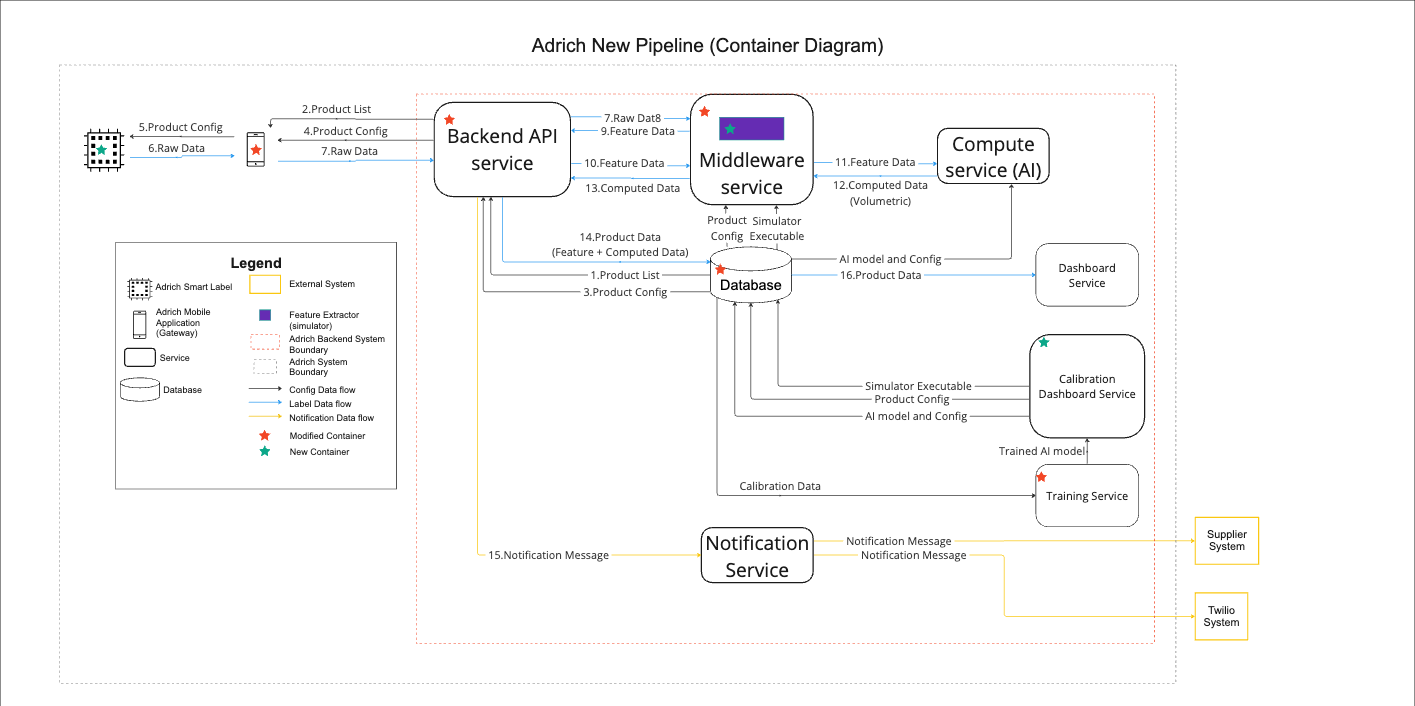 Adrich New Pipeline (Container Diagram)
2.Product List
5.Product Config
4.Product Config
6.Raw Data
7.Raw Data
Backend API
service
7.Raw Dat8
9.Feature Data
10.Feature Data
13.Computed Data
Middleware
service
11.Feature Data
12.Computed Data
(Volumetric)
Compute
service (AI)
Product
Config
Simulator
Executable
14.Product Data
(Feature + Computed Data)
1.Product List
3.Product Config
Database
AI model and Config
16.Product Data
Dashboard
Service
Legend
Adrich Smart Label
Adrich Mobile
Application
(Gateway)
Service
Database
External System
Feature Extractor
(simulator)
Adrich Backend System
Boundary
Adrich System
Boundary
Config Data flow
Label Data flow
Notification Data flow
Modified Container
New Container
Calibration
Dashboard Service
Simulator Executable
Product Config
AI model and Config
Trained AI model
Calibration Data
Training Service
15.Notification Message
Notification
Service
Notification Message
Notification Message
Supplier
System
Twilio
System